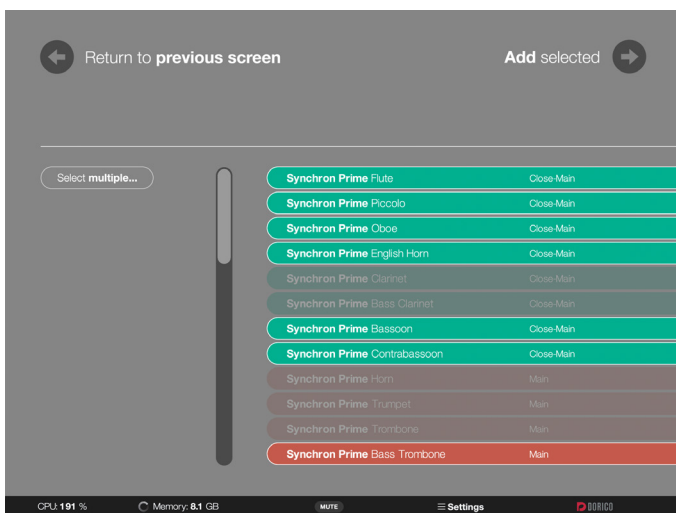 Return to previous screen
Add selected
Select multiple...
Synchron Prime Flute Close-Main
Synchron Prime Piccolo Close-Main
Synchron Prime Oboe Close-Main
Synchron Prime English Horn Close-Main
Synchron Prime Clarinet Close-Main
Synchron Prime Bass Clarinet Close-Main
Synchron Prime Bassoon Close-Main
Synchron Prime Contrabassoon Close-Main
Synchron Prime Horn Main
Synchron Prime Trumpet Main
Synchron Prime Trombone Main
Synchron Prime Bass Trombone Main
CPU: 191 % Memory: 8.1 GB MUTE Settings DORICO